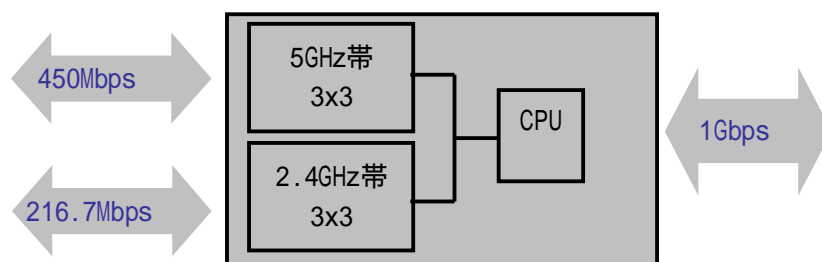 450Mbps
5GHz帯
3x3
CPU
1Gbps
216.7Mbps
2.4GHz帯
3x3